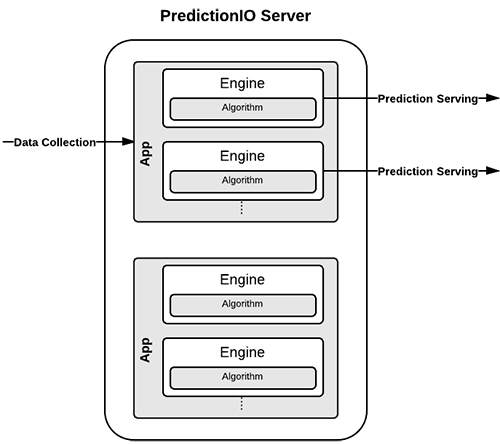 PredictionIO Server
Engine
Algorithm
Prediction Serving
Data Collection
App
Engine
Algorithm
Prediction Serving
Engine
Algorithm
App
Engine
Algorithm